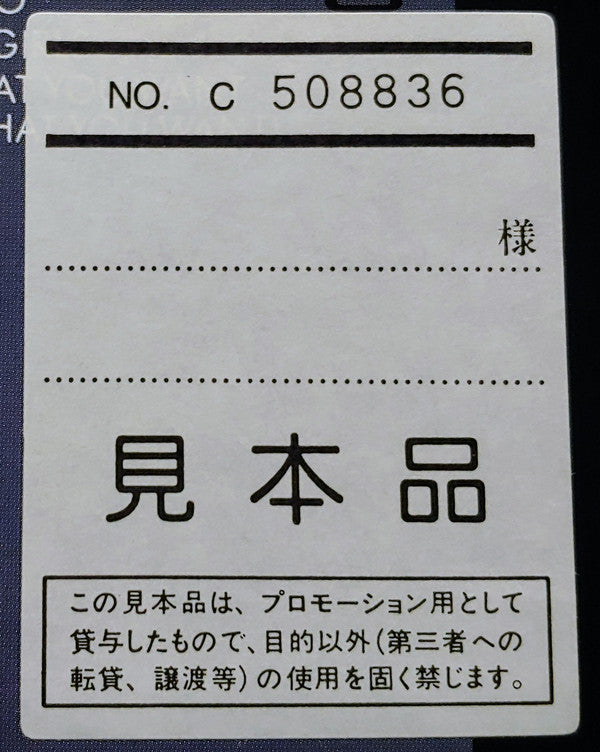 NO. C 508836
様
見本品
この見本品は、プロモーション用として
貸与したもので、目的以外(第三者への
転貸、譲渡等)の使用を固く禁じます。